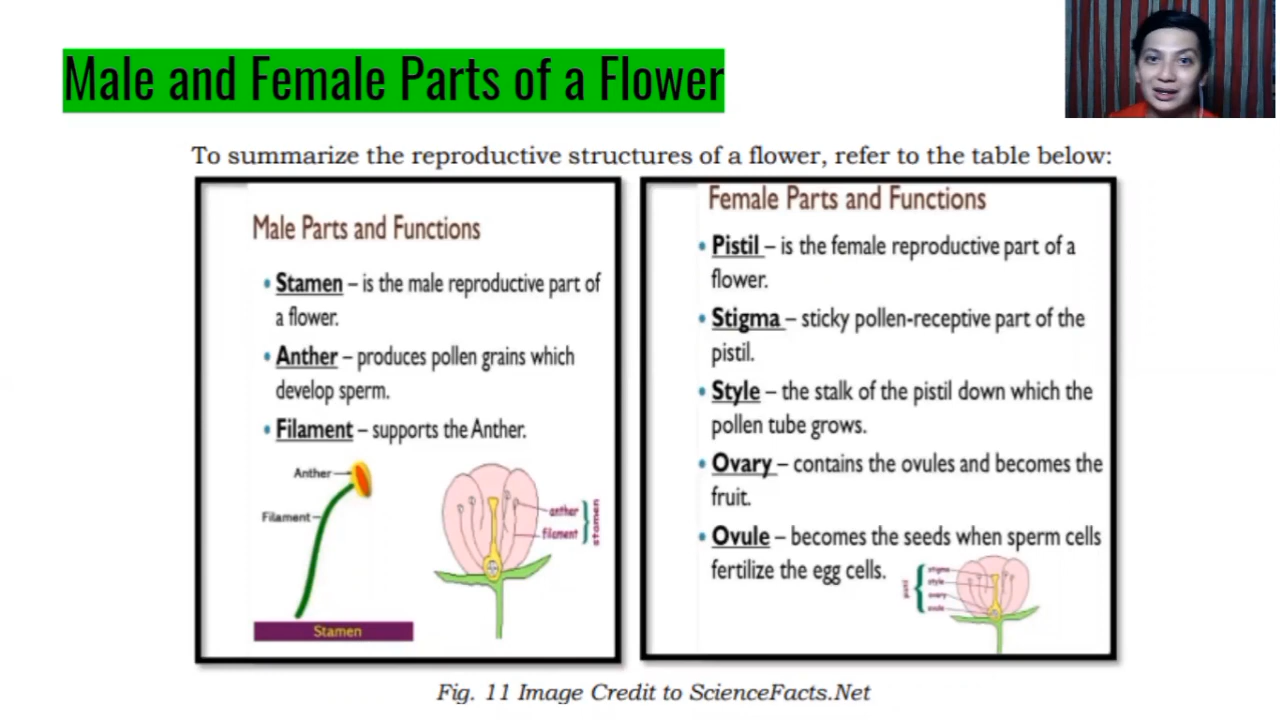 Male and Female Parts of a Flower
To summarize the reproductive structures of a flower, refer to the table below:
Male Parts and Functions
• Stamen – is the male reproductive part of
a flower.
• Anther – produces pollen grains which
develop sperm.
• Filament – supports the Anther.
Anther
Filament
Stamen
anther
filament
stamen
Female Parts and Functions
• Pistil – is the female reproductive part of a
flower.
• Stigma – sticky pollen-receptive part of the
pistil.
• Style – the stalk of the pistil down which the
pollen tube grows.
• Ovary – contains the ovules and becomes the
fruit.
• Ovule – becomes the seeds when sperm cells
fertilize the egg cells.
stigma
style
ovary
ovule
pistil
Fig. 11 Image Credit to ScienceFacts.Net